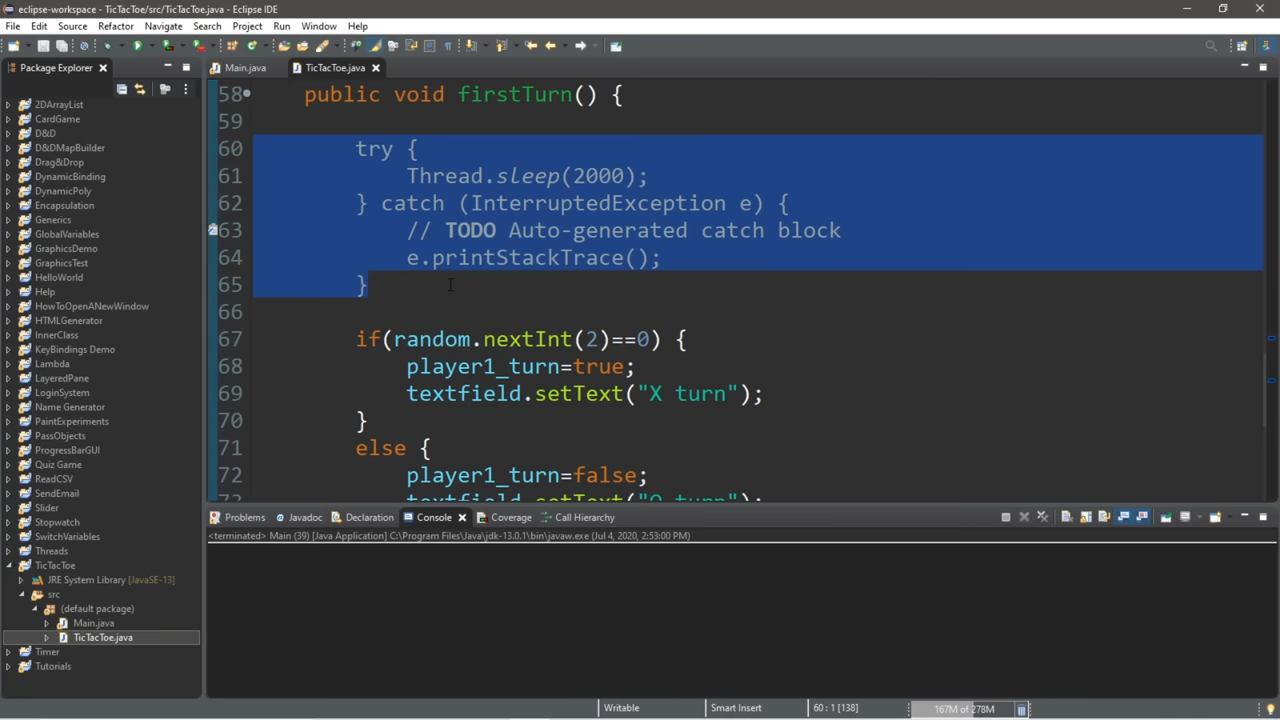 eclipse-workspace - TicTacToe/src/TicTacToe.java - Eclipse IDE
File Edit Source Refactor Navigate Search Project Run Window Help
Package Explorer
Main.java TicTacToe.java
2DArrayList
CardGame
D&D
D&DMapBuilder
Drag&Drop
DynamicBinding
DynamicPoly
Encapsulation
Generics
GlobalVariables
GraphicsDemo
GraphicsTest
HelloWorld
Help
HowToOpenANewWindow
HTMLGenerator
InnerClass
KeyBindings Demo
Lambda
LayeredPane
LoginSystem
Name Generator
PaintExperiments
PassObjects
ProgressBarGUI
Quiz Game
ReadCSV
SendEmail
Slider
Stopwatch
SwitchVariables
Threads
TicTacToe
JRE System Library [JavaSE-13]
src
(default package)
Main.java
TicTacToe.java
Timer
Tutorials
58 public void firstTurn() {
59
60 try {
61 Thread.sleep(2000);
62 } catch (InterruptedException e) {
63 // TODO Auto-generated catch block
64 e.printStackTrace();
65 }
66
67 if(random.nextInt(2)==0) {
68 player1_turn=true;
69 textfield.setText("X turn");
70 }
71 else {
72 player1_turn=false;
73 textfield.setText("O turn");
Problems Javadoc Declaration Console Coverage Call Hierarchy
<terminated> Main (39) [Java Application] C:\Program Files\Java\jdk-13.0.1\bin\javaw.exe (Jul 4, 2020, 2:53:00 PM)
Writable Smart Insert 60 : 1 [138] 167M of 278M